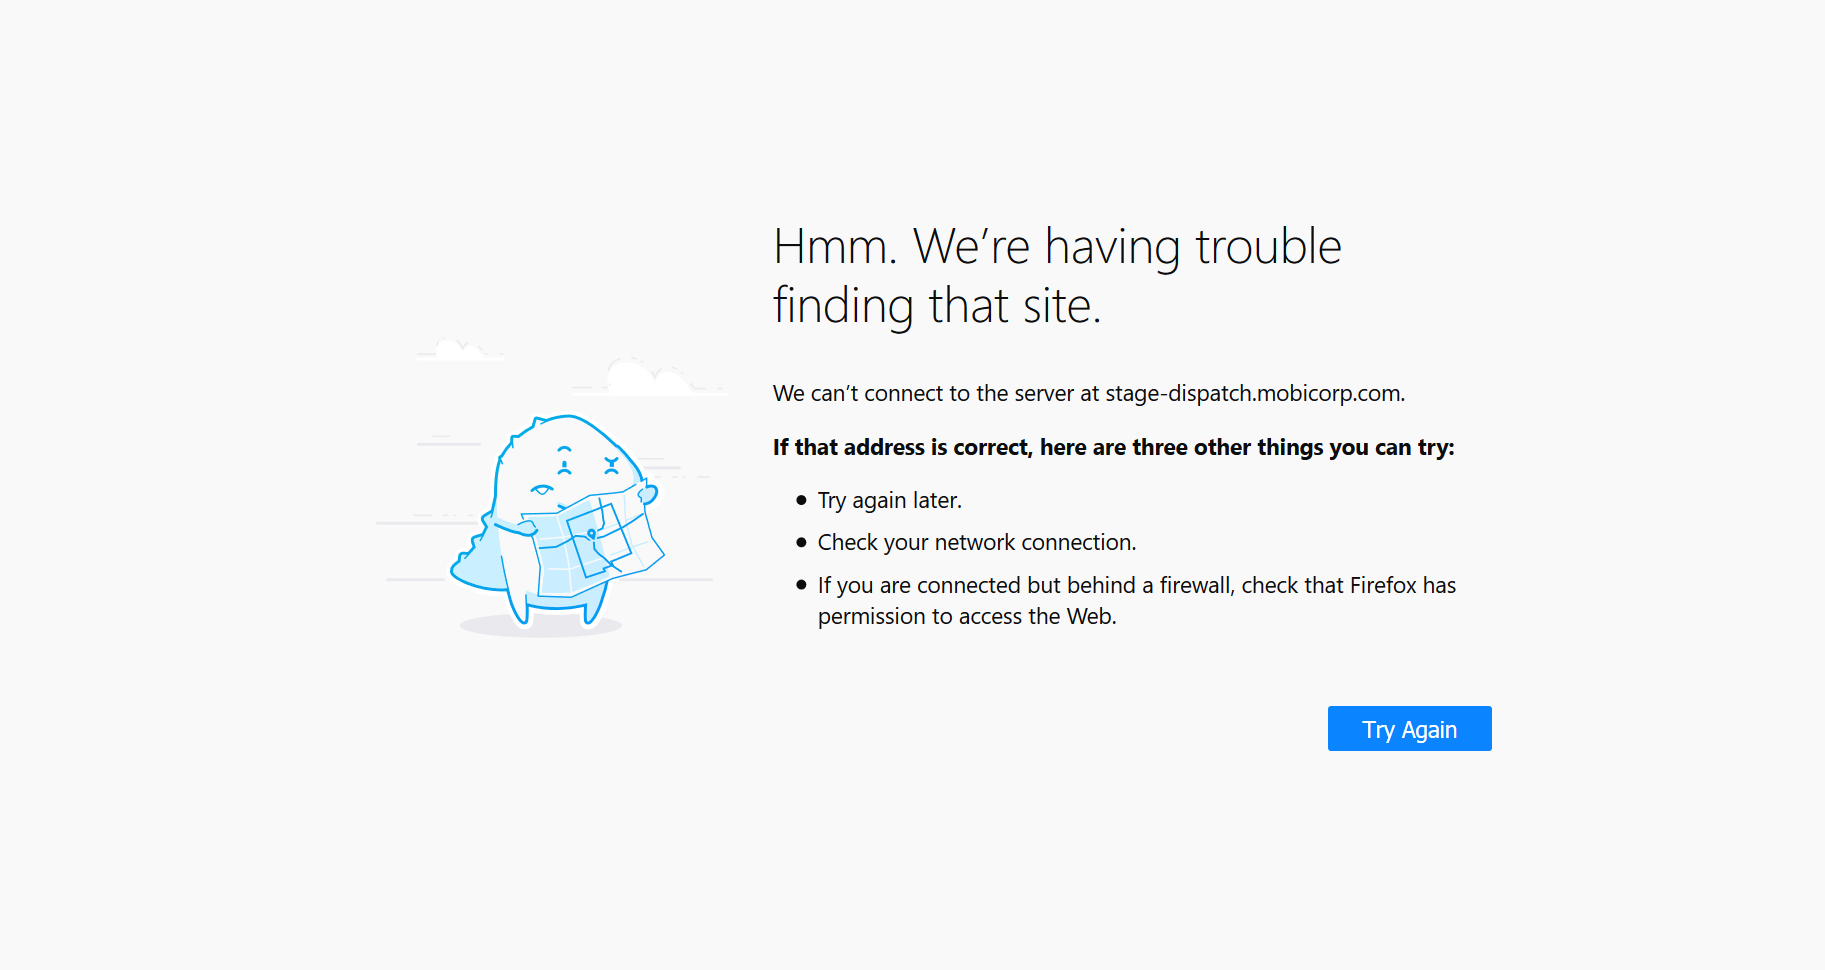 Hmm. We’re having trouble
finding that site.
We can’t connect to the server at stage-dispatch.mobicorp.com.
If that address is correct, here are three other things you can try:
● Try again later.
● Check your network connection.
● If you are connected but behind a firewall, check that Firefox has
permission to access the Web.
Try Again